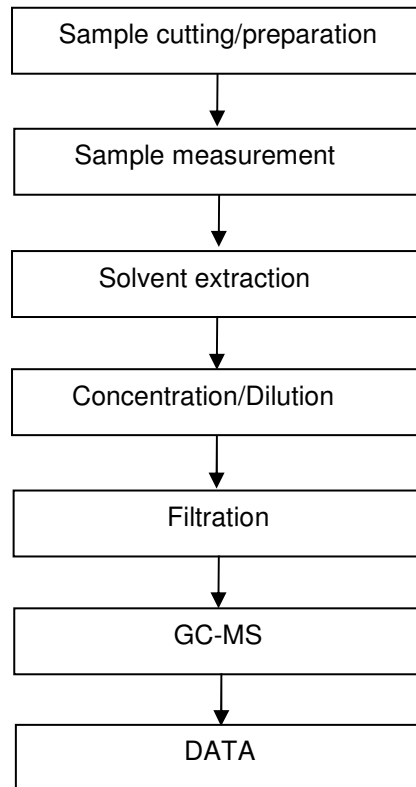 Sample cutting/preparation
Sample measurement
Solvent extraction
Concentration/Dilution
Filtration
GC-MS
DATA